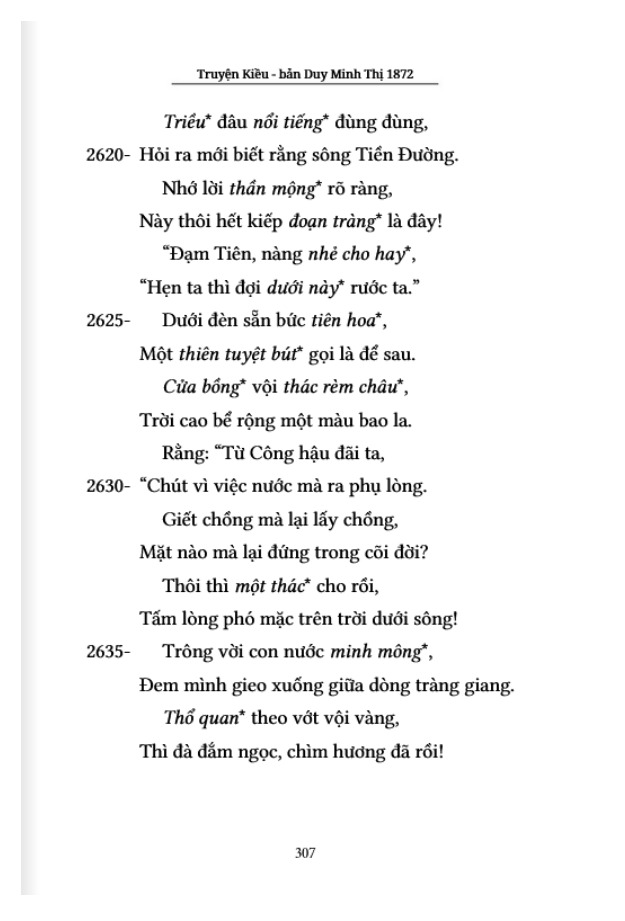 Truyện Kiều - bản Duy Minh Thị 1872
Triều* đâu nổi tiếng* đùng đùng,
2620- Hỏi ra mới biết rằng sông Tiền Đường.
Nhớ lời thần mộng* rõ ràng,
Này thôi hết kiếp đoạn tràng* là đây!
“Đạm Tiên, nàng nhẻ cho hay*,
“Hẹn ta thì đợi dưới này* rước ta.”
2625- Dưới đèn sẵn bức tiên hoa*,
Một thiên tuyệt bút* gọi là để sau.
Cửa bồng* vội thác rèm châu*,
Trời cao bể rộng một màu bao la.
Rằng: “Từ Công hậu đãi ta,
2630- “Chút vì việc nước mà ra phụ lòng.
Giết chồng mà lại lấy chồng,
Mặt nào mà lại đứng trong cõi đời?
Thôi thì một thác* cho rồi,
Tấm lòng phó mặc trên trời dưới sông!
2635- Trông vời con nước minh mông*,
Đem mình gieo xuống giữa dòng tràng giang.
Thổ quan* theo vớt vội vàng,
Thì đà đắm ngọc, chìm hương đã rồi!
307